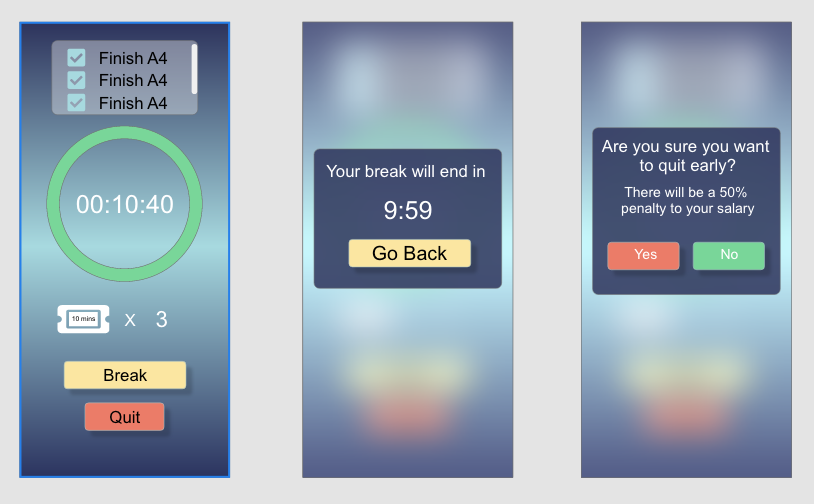 Finish A4
Finish A4
Finish A4
00:10:40
10 mins X 3
Break
Quit
Your break will end in
9:59
Go Back
Are you sure you want
to quit early?
There will be a 50%
penalty to your salary
Yes No